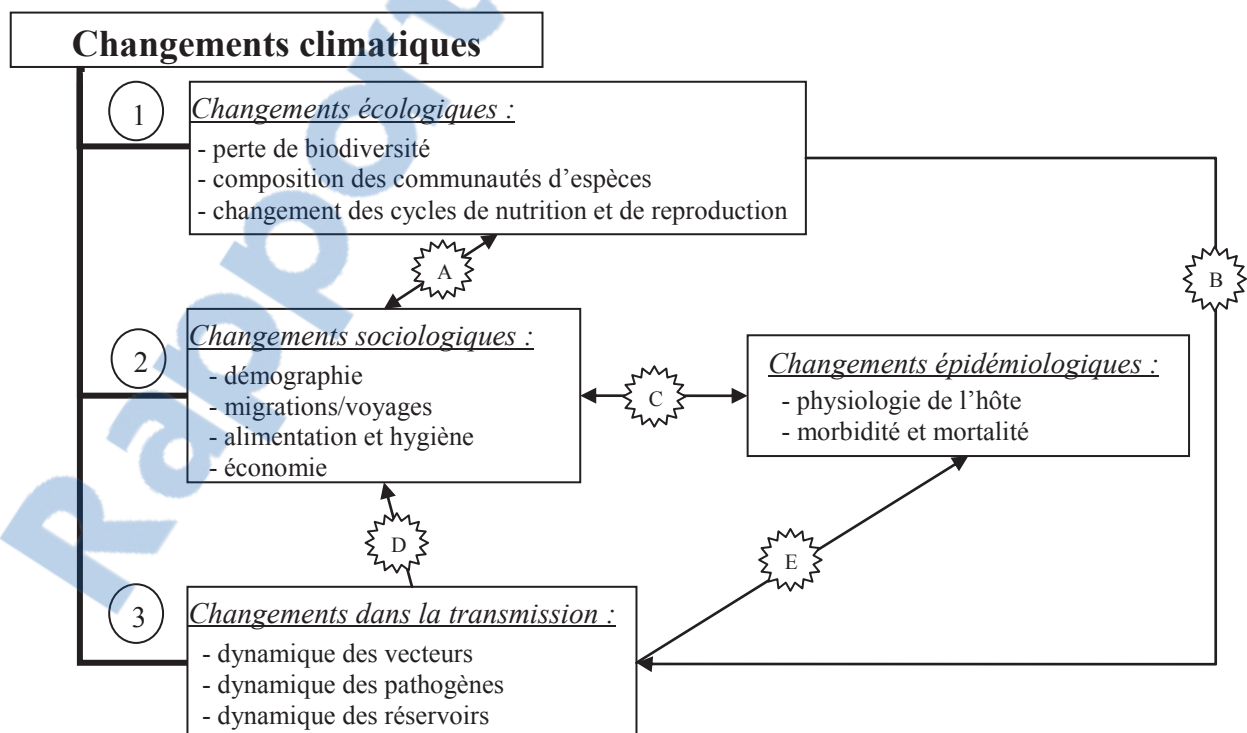 Changements climatiques
1
Changements écologiques :
- perte de biodiversité
- composition des communautés d'espèces
- changement des cycles de nutrition et de reproduction
A
B
2
Changements sociologiques :
- démographie
- migrations/voyages
- alimentation et hygiène
- économie
C
Changements épidémiologiques :
- physiologie de l'hôte
- morbidité et mortalité
D
E
3
Changements dans la transmission :
- dynamique des vecteurs
- dynamique des pathogènes
- dynamique des réservoirs
Rapport